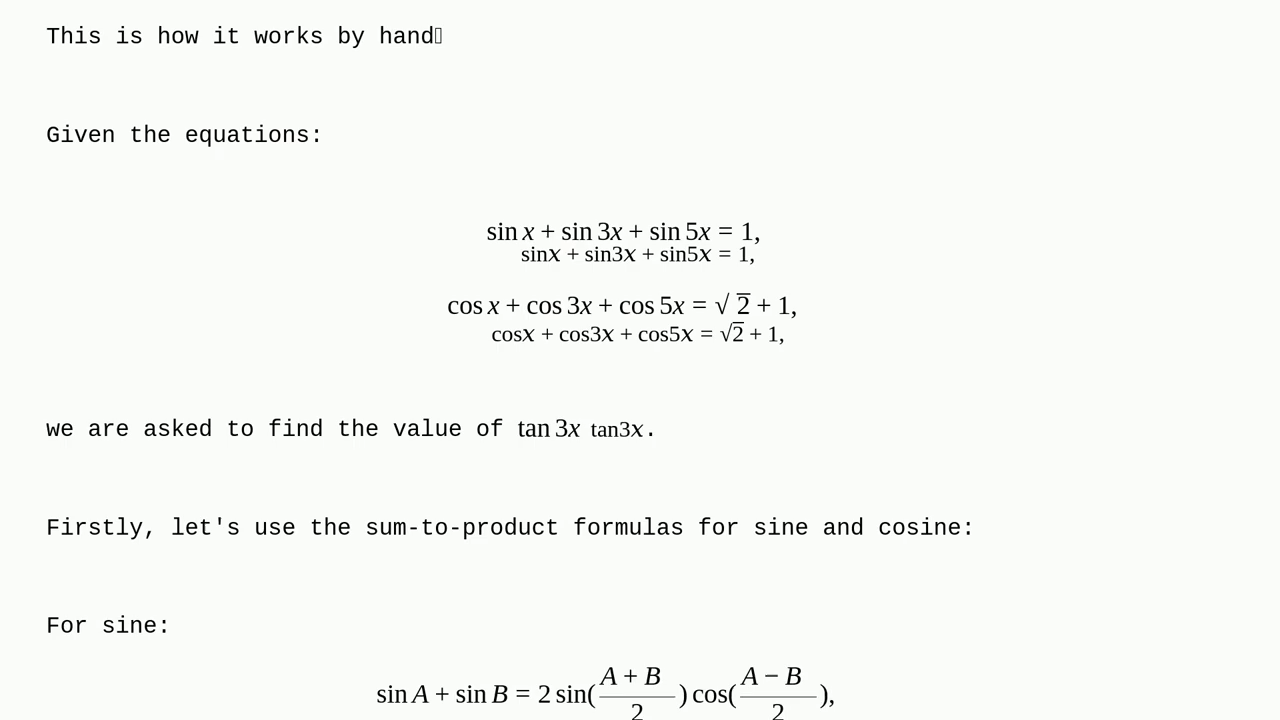 This is how it works by hand
Given the equations:
sin x + sin 3x + sin 5x = 1,
sinx + sin3x + sin5x = 1,
cos x + cos 3x + cos 5x = √2 + 1,
cosx + cos3x + cos5x = √2 + 1,
we are asked to find the value of tan 3x tan3x.
Firstly, let's use the sum-to-product formulas for sine and cosine:
For sine:
sin A + sin B = 2 sin(A + B / 2) cos(A − B / 2),